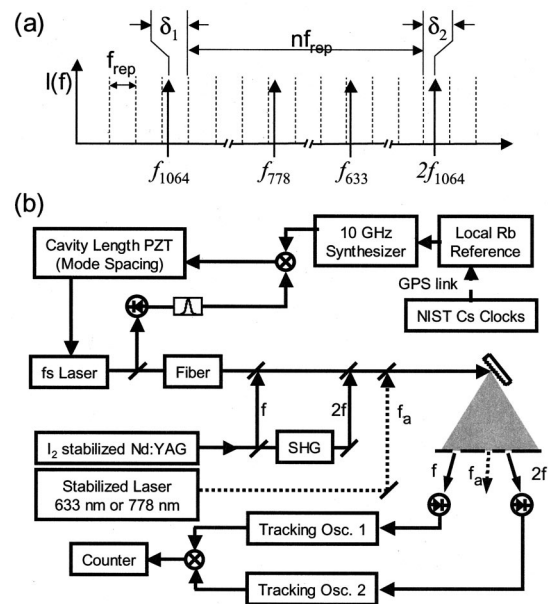 (a)
δ1
nfrep
δ2
frep
I(f)
f1064
f778
f633
2f1064
(b)
Cavity Length PZT
(Mode Spacing)
10 GHz
Synthesizer
Local Rb
Reference
GPS link
NIST Cs Clocks
fs Laser
Fiber
f
2f
fa
I2 stabilized Nd:YAG
SHG
Stabilized Laser
633 nm or 778 nm
f
fa
2f
Tracking Osc. 1
Counter
Tracking Osc. 2